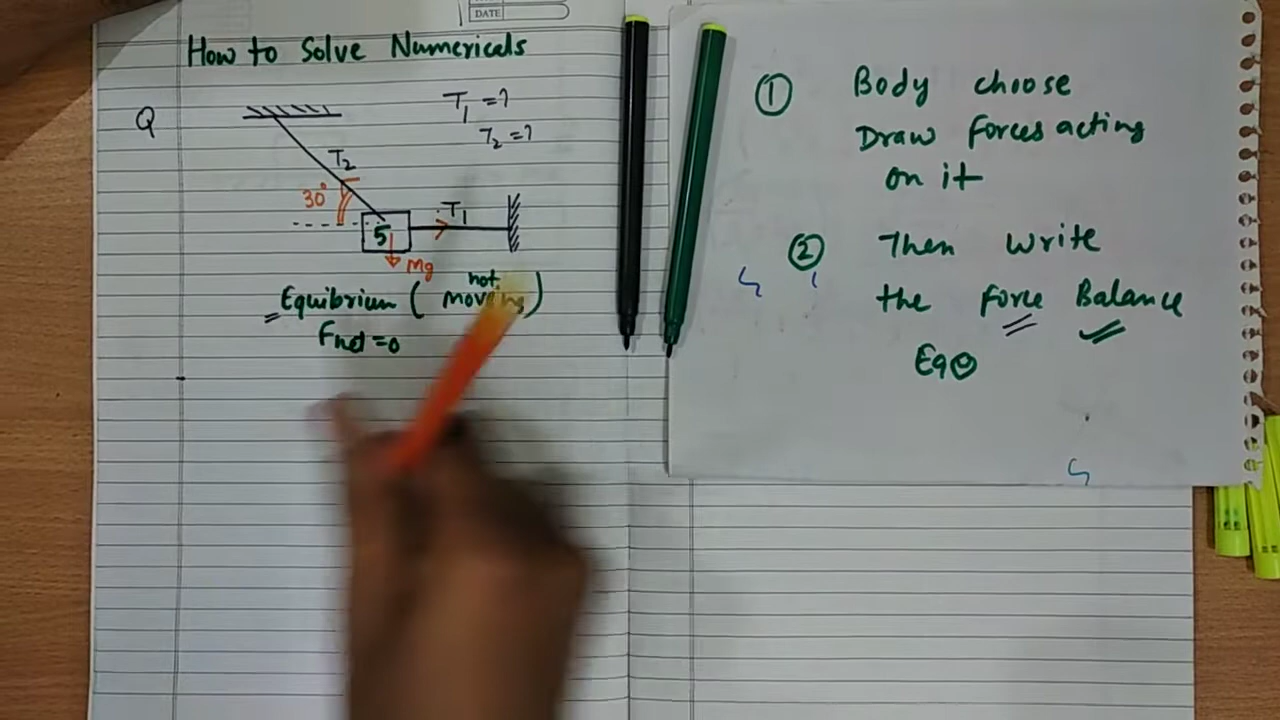 DATE
How to Solve Numericals
Q
T1 =?
T2 =?
T2
30°
T1
5
Mg
not
Equibrium ( moving )
Fnet =0
1 Body choose
Draw forces acting
on it
2 Then write
the force Balance
Eqn